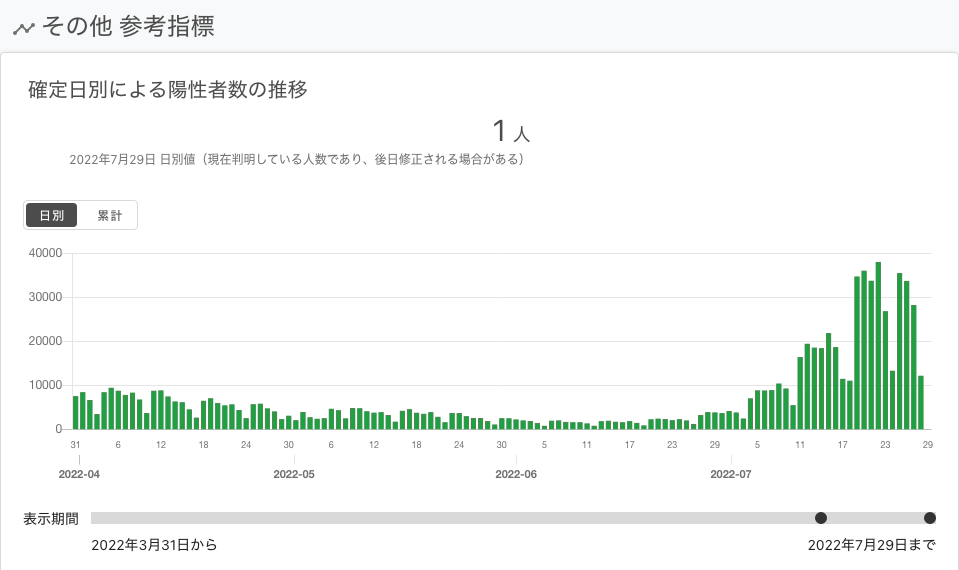 その他 参考指標
確定日別による陽性者数の推移
1 人
2022年7月29日 日別値（現在判明している人数であり、後日修正される場合がある）
日別 累計
40000
30000
20000
10000
0
31 6 12 18 24 30 6 12 18 24 30 5 11 17 23 29 5 11 17 23 29
2022-04 2022-05 2022-06 2022-07
表示期間
2022年3月31日から 2022年7月29日まで